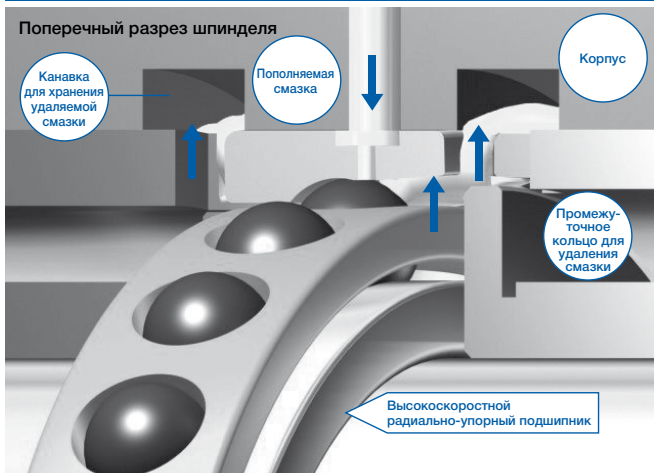 Поперечный разрез шпинделя
Канавка
для хранения
удаляемой
смазки
Пополняемая
смазка
Корпус
Промежу-
точное
кольцо для
удаления
смазки
Высокоскоростной
радиально-упорный подшипник